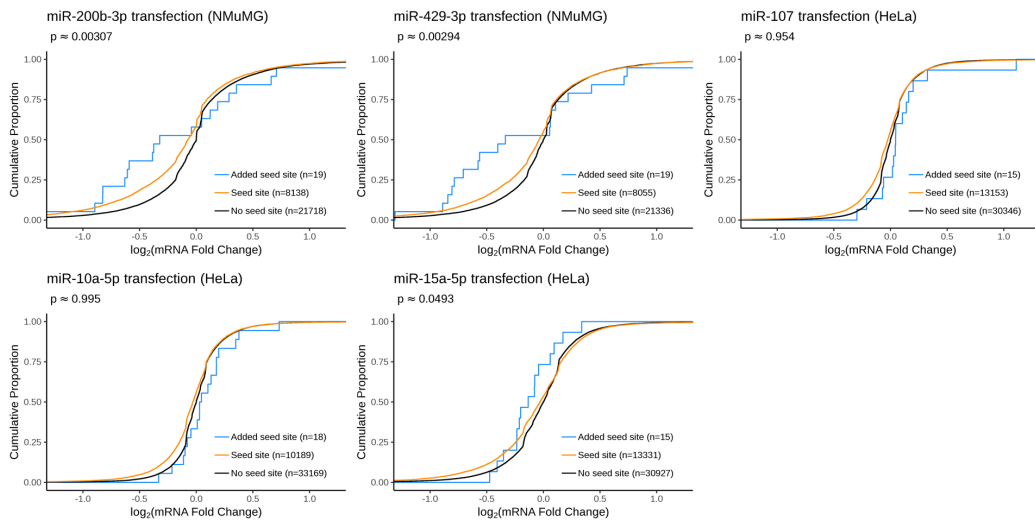 miR-200b-3p transfection (NMuMG)
p ≈ 0.00307
1.00
0.75
0.50
0.25
0.00
Cumulative Proportion
Added seed site (n=19)
Seed site (n=8138)
No seed site (n=21718)
-1.0 -0.5 0.0 0.5 1.0
log2(mRNA Fold Change)
miR-429-3p transfection (NMuMG)
p ≈ 0.00294
1.00
0.75
0.50
0.25
0.00
Cumulative Proportion
Added seed site (n=19)
Seed site (n=8055)
No seed site (n=21336)
-1.0 -0.5 0.0 0.5 1.0
log2(mRNA Fold Change)
miR-107 transfection (HeLa)
p ≈ 0.954
1.00
0.75
0.50
0.25
0.00
Cumulative Proportion
Added seed site (n=15)
Seed site (n=13153)
No seed site (n=30346)
-1.0 -0.5 0.0 0.5 1.0
log2(mRNA Fold Change)
miR-10a-5p transfection (HeLa)
p ≈ 0.995
1.00
0.75
0.50
0.25
0.00
Cumulative Proportion
Added seed site (n=18)
Seed site (n=10189)
No seed site (n=33169)
-1.0 -0.5 0.0 0.5 1.0
log2(mRNA Fold Change)
miR-15a-5p transfection (HeLa)
p ≈ 0.0493
1.00
0.75
0.50
0.25
0.00
Cumulative Proportion
Added seed site (n=15)
Seed site (n=13331)
No seed site (n=30927)
-1.0 -0.5 0.0 0.5 1.0
log2(mRNA Fold Change)